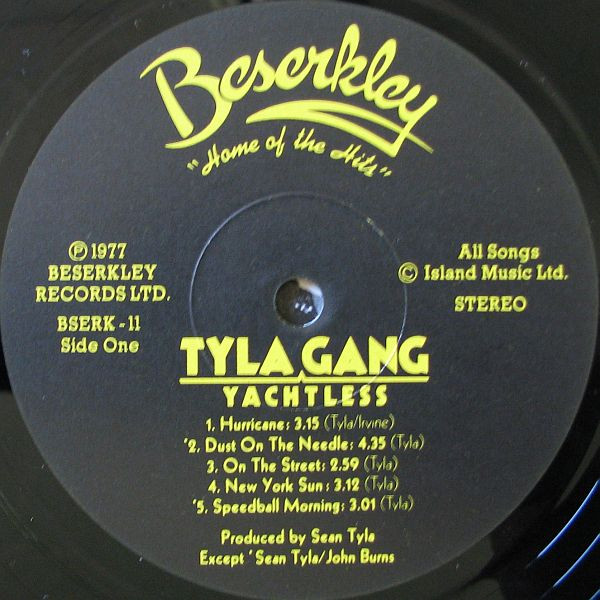 Beserkley
"Home of the Hits"
℗ 1977
BESERKLEY
RECORDS LTD.
BSERK-11
Side One
All Songs
© Island Music Ltd.
STEREO
TYLA GANG
YACHTLESS
1. Hurricane: 3.15 (Tyla/Irvine)
'2. Dust On The Needle: 4.35 (Tyla)
3. On The Street: 2.59 (Tyla)
4. New York Sun: 3.12 (Tyla)
'5. Speedball Morning: 3.01 (Tyla)
Produced by Sean Tyla
Except 'Sean Tyla/John Burns